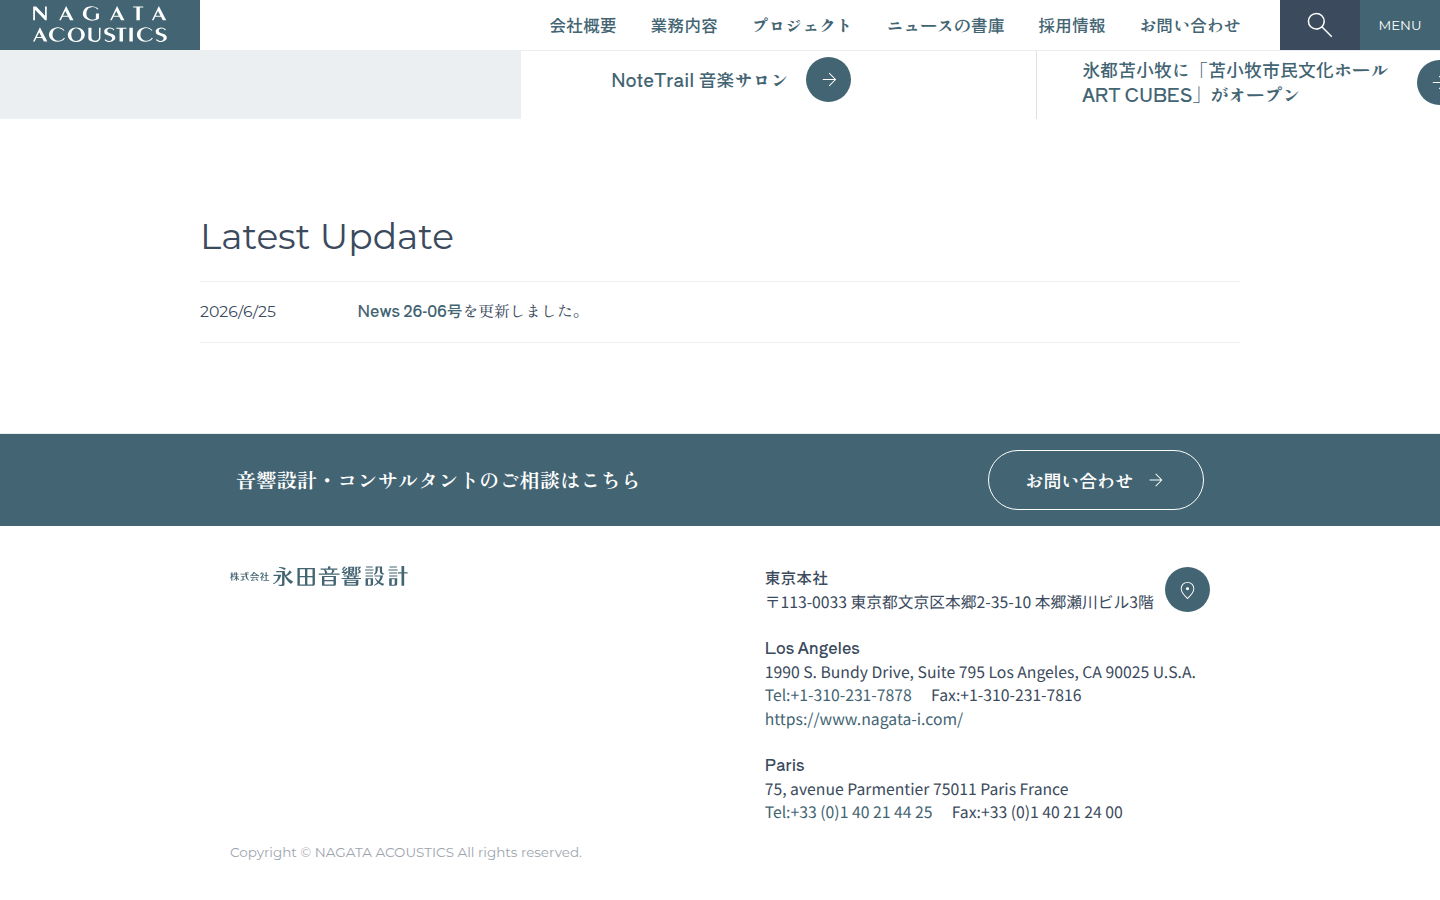 NAGATA
ACOUSTICS
会社概要
業務内容
プロジェクト
ニュースの書庫
採用情報
お問い合わせ
MENU
NoteTrail 音楽サロン
氷都苫小牧に「苫小牧市民文化ホール
ART CUBES」がオープン
Latest Update
2026/6/25
News 26-06号を更新しました。
音響設計・コンサルタントのご相談はこちら
お問い合わせ
株式会社 永田音響設計
東京本社
〒113-0033 東京都文京区本郷2-35-10 本郷瀬川ビル3階
Los Angeles
1990 S. Bundy Drive, Suite 795 Los Angeles, CA 90025 U.S.A.
Tel:+1-310-231-7878 Fax:+1-310-231-7816
https://www.nagata-i.com/
Paris
75, avenue Parmentier 75011 Paris France
Tel:+33 (0)1 40 21 44 25 Fax:+33 (0)1 40 21 24 00
Copyright © NAGATA ACOUSTICS All rights reserved.